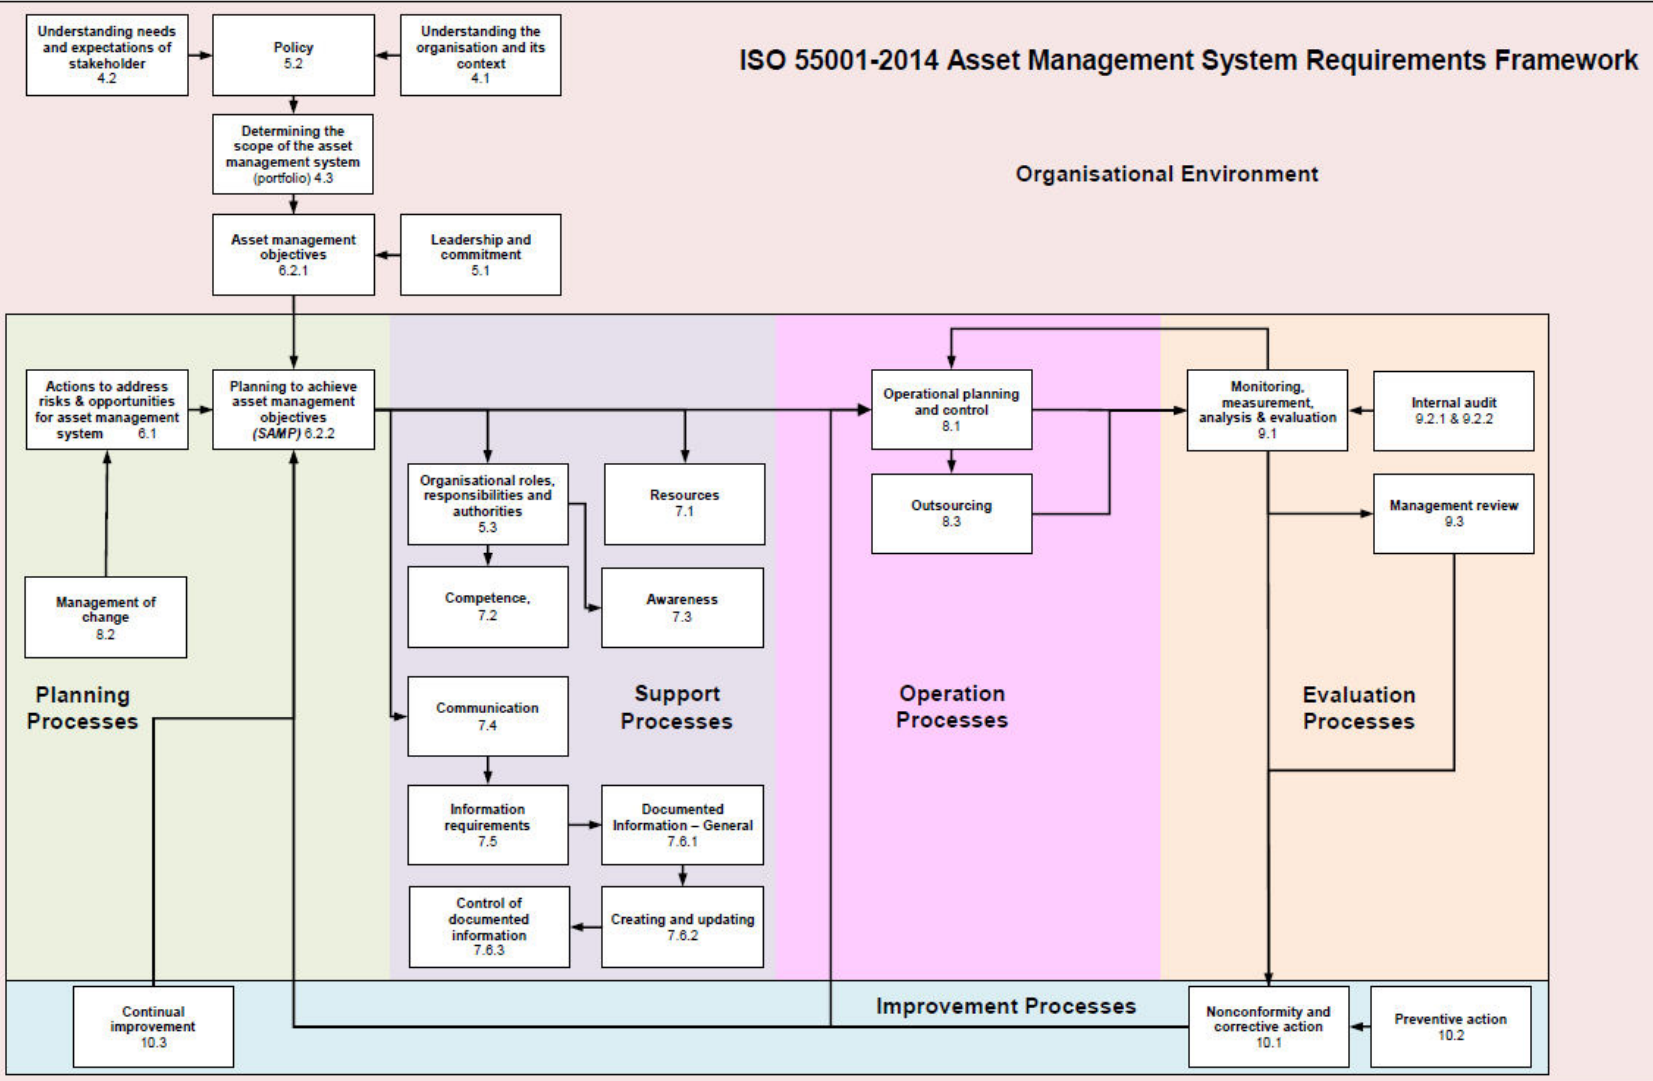 Understanding needs
and expectations of
stakeholder
4.2
Policy
5.2
Understanding the
organisation and its
context
4.1
ISO 55001-2014 Asset Management System Requirements Framework
Determining the
scope of the asset
management system
(portfolio) 4.3
Organisational Environment
Asset management
objectives
6.2.1
Leadership and
commitment
5.1
Actions to address
risks & opportunities
for asset management
system 6.1
Planning to achieve
asset management
objectives
(SAMP) 6.2.2
Operational planning
and control
8.1
Monitoring,
measurement,
analysis & evaluation
9.1
Internal audit
9.2.1 & 9.2.2
Organisational roles,
responsibilities and
authorities
5.3
Resources
7.1
Outsourcing
8.3
Management review
9.3
Management of
change
8.2
Competence,
7.2
Awareness
7.3
Planning
Processes
Communication
7.4
Support
Processes
Operation
Processes
Evaluation
Processes
Information
requirements
7.5
Documented
Information – General
7.6.1
Control of
documented
information
7.6.3
Creating and updating
7.6.2
Continual
improvement
10.3
Improvement Processes
Nonconformity and
corrective action
10.1
Preventive action
10.2